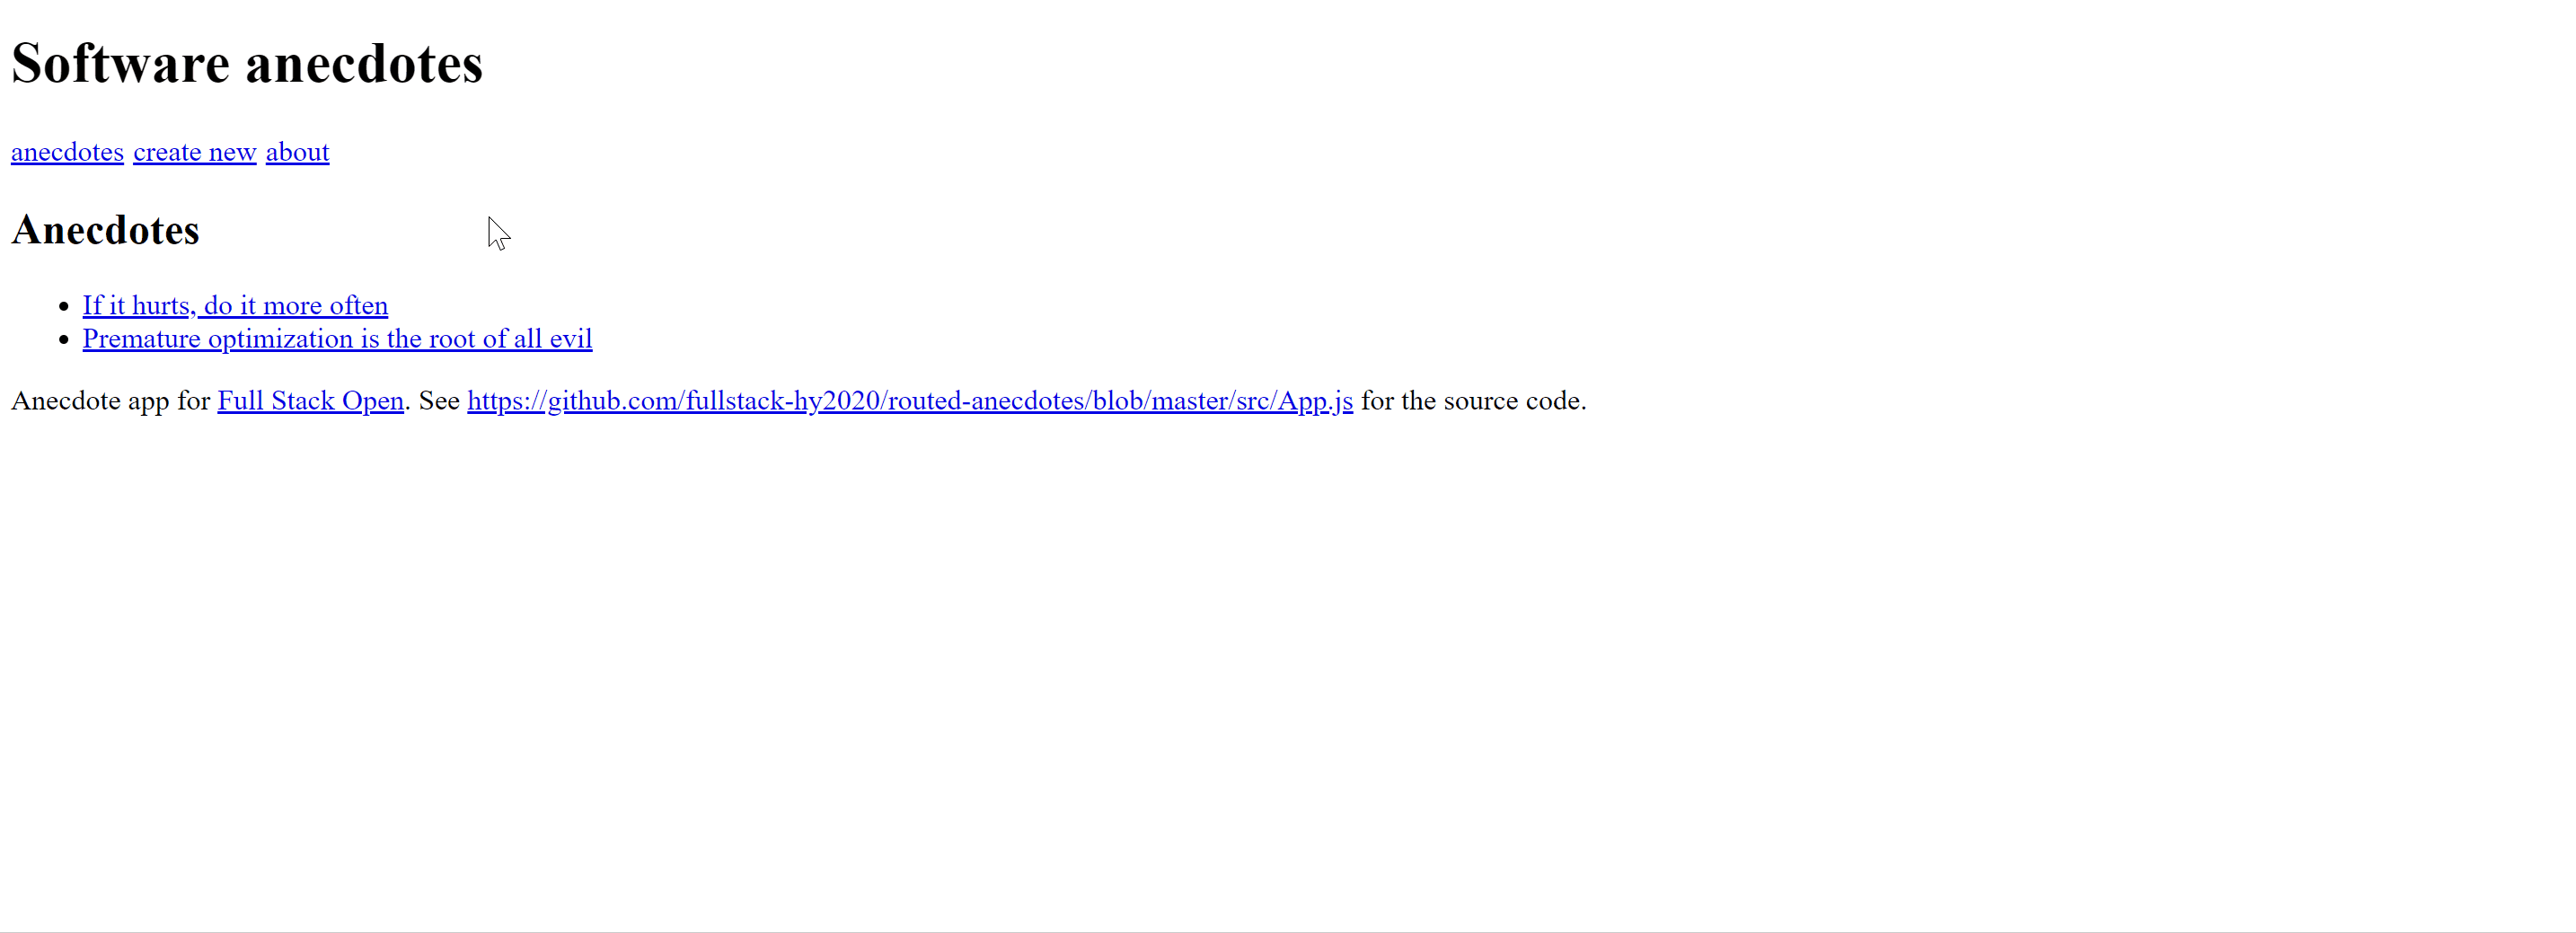 Software anecdotes
anecdotes create new about
Anecdotes
If it hurts, do it more often
Premature optimization is the root of all evil
Anecdote app for Full Stack Open. See https://github.com/fullstack-hy2020/routed-anecdotes/blob/master/src/App.js for the source code.